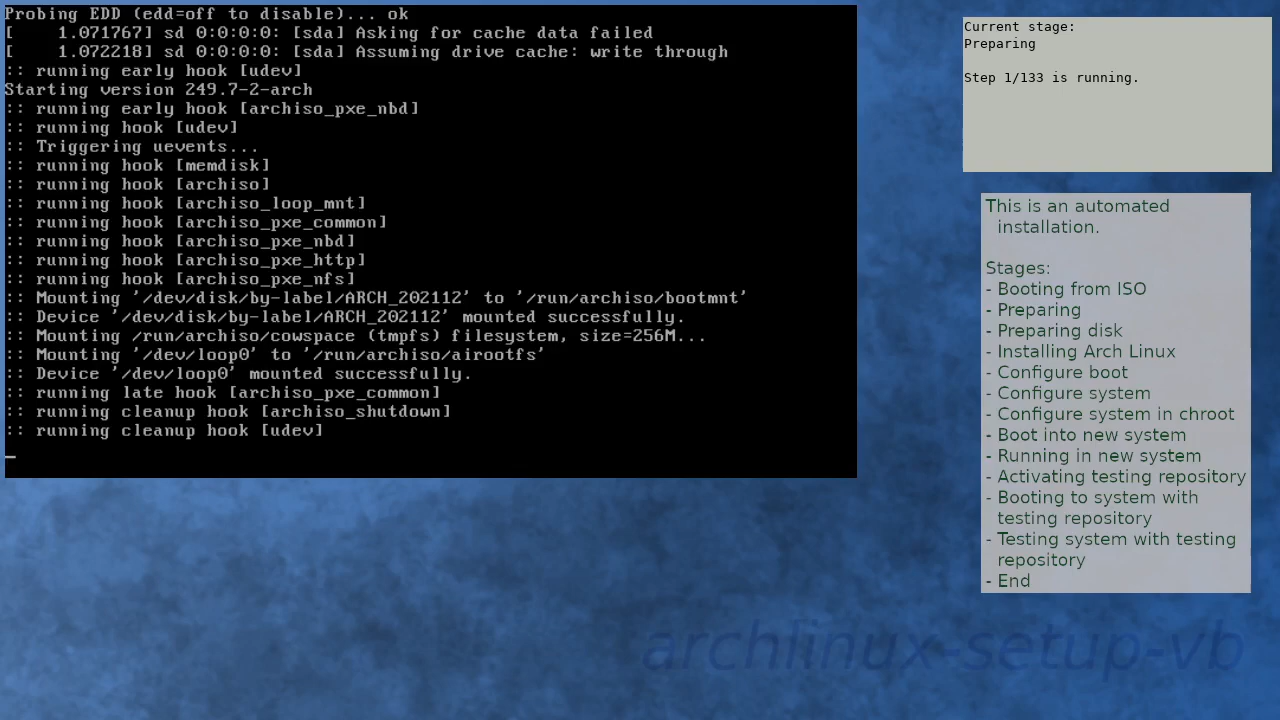 Probing EDD (edd=off to disable)... ok
[    1.071767] sd 0:0:0:0: [sda] Asking for cache data failed
[    1.072218] sd 0:0:0:0: [sda] Assuming drive cache: write through
:: running early hook [udev]
Starting version 249.7-2-arch
:: running early hook [archiso_pxe_nbd]
:: running hook [udev]
:: Triggering uevents...
:: running hook [memdisk]
:: running hook [archiso]
:: running hook [archiso_loop_mnt]
:: running hook [archiso_pxe_common]
:: running hook [archiso_pxe_nbd]
:: running hook [archiso_pxe_http]
:: running hook [archiso_pxe_nfs]
:: Mounting '/dev/disk/by-label/ARCH_202112' to '/run/archiso/bootmnt'
:: Device '/dev/disk/by-label/ARCH_202112' mounted successfully.
:: Mounting /run/archiso/cowspace (tmpfs) filesystem, size=256M...
:: Mounting '/dev/loop0' to '/run/archiso/airootfs'
:: Device '/dev/loop0' mounted successfully.
:: running late hook [archiso_pxe_common]
:: running cleanup hook [archiso_shutdown]
:: running cleanup hook [udev]
Current stage:
Preparing
Step 1/133 is running.
This is an automated
installation.
Stages:
- Booting from ISO
- Preparing
- Preparing disk
- Installing Arch Linux
- Configure boot
- Configure system
- Configure system in chroot
- Boot into new system
- Running in new system
- Activating testing repository
- Booting to system with
testing repository
- Testing system with testing
repository
- End
archlinux-setup-vb